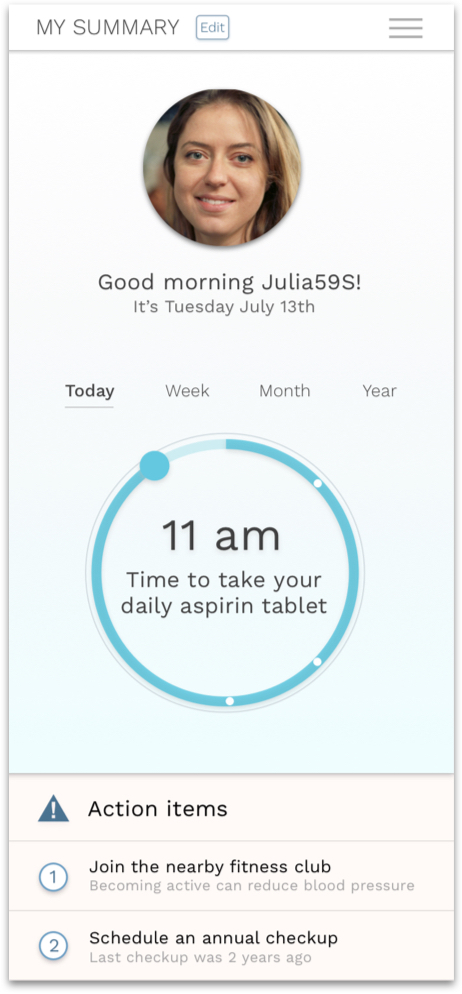 MY SUMMARY Edit
Good morning Julia59S!
It's Tuesday July 13th
Today Week Month Year
11 am
Time to take your
daily aspirin tablet
! Action items
1 Join the nearby fitness club
Becoming active can reduce blood pressure
2 Schedule an annual checkup
Last checkup was 2 years ago